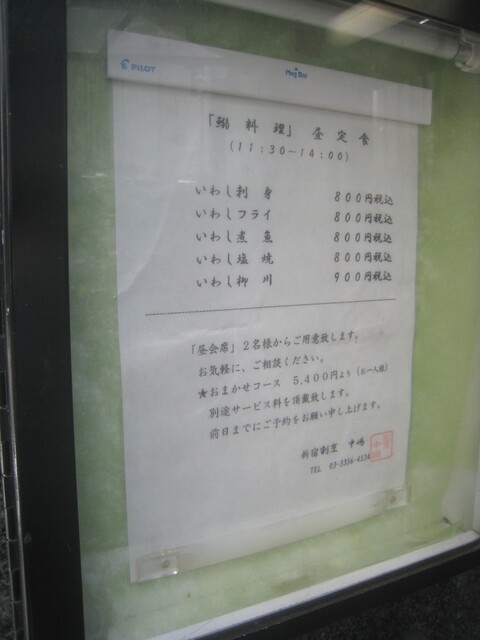 PILOT
Mag Bar
「鰯 料 理」 昼 定 食
(11:30−14:00)
いわし刺 身 800円税込
いわしフライ 800円税込
いわし煮 魚 800円税込
いわし塩 焼 800円税込
いわし柳 川 900円税込
「昼会席」2名様からご用意致します。
お気軽に、ご相談ください。
★おまかせコース 5,400円より（お一人様）
別途サービス料を頂戴致します。
前日までにご予約をお願い申し上げます。
新宿割烹 中嶋
TEL 03-3356-4534